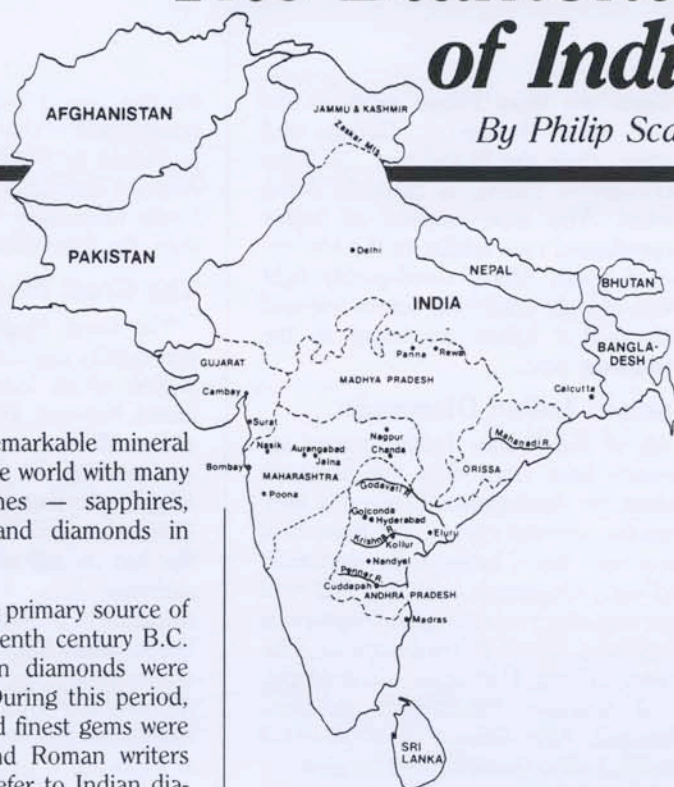 of Indi
By Philip Sca
AFGHANISTAN
JAMMU & KASHMIR
Zaskar Mts.
PAKISTAN
Delhi
NEPAL
BHUTAN
INDIA
BANGLA-
DESH
GUJARAT
Panna
Rewa
MADHYA PRADESH
Cambay
Calcutta
Surat
Nagpur
Mahanadi R.
Nasik
Aurangabad
Chanda
Jalna
ORISSA
Bombay
MAHARASHTRA
Godavari R.
Poona
Golconda
Hyderabad
Krishna R.
Kollur
Eluru
Nandyal
Penner R.
Cuddapah
ANDHRA PRADESH
Madras
SRI
LANKA
emarkable mineral
e world with many
nes — sapphires,
and diamonds in
primary source of
enth century B.C.
n diamonds were
During this period,
d finest gems were
nd Roman writers
efer to Indian dia-